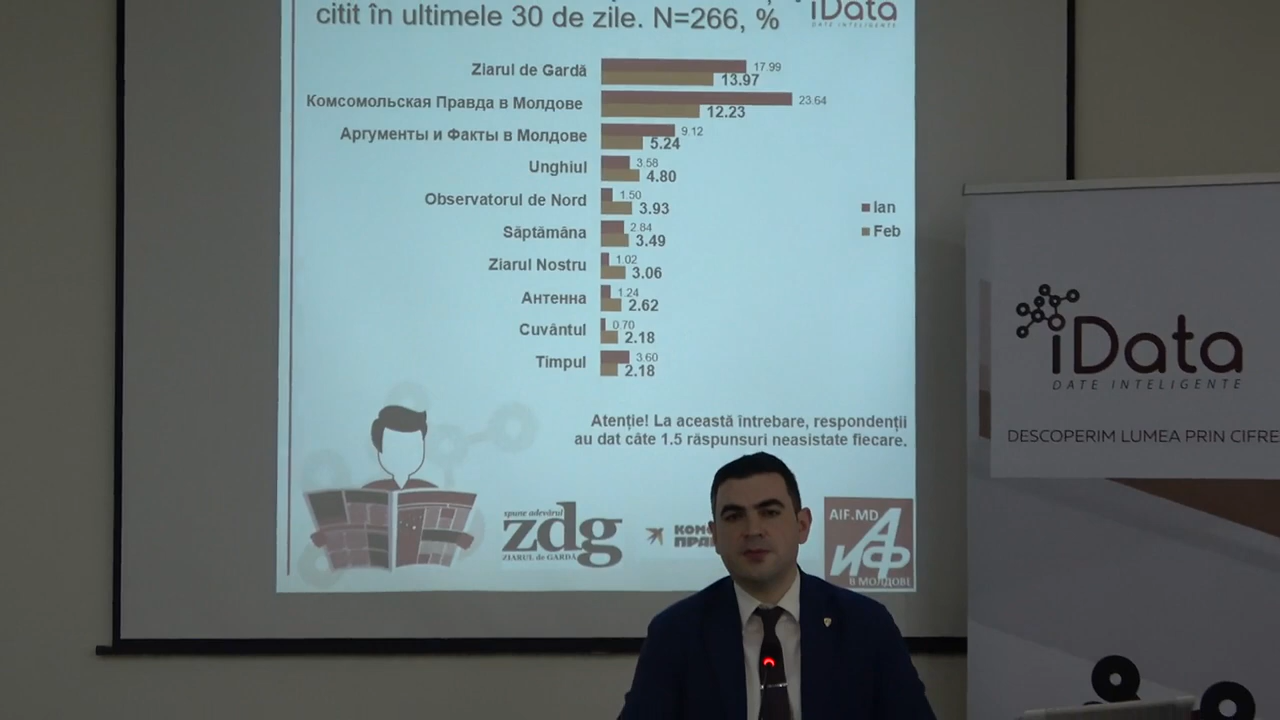 citit în ultimele 30 de zile. N=266, %
iData
DATE INTELIGENTE
Ziarul de Gardă 17.99
13.97
Комсомольская Правда в Молдове 23.64
12.23
Аргументы и Факты в Молдове 9.12
5.24
Unghiul 3.58
4.80
Observatorul de Nord 1.50
3.93
Săptămâna 2.84
3.49
Ziarul Nostru 1.02
3.06
Антенна 1.24
2.62
Cuvântul 0.70
2.18
Timpul 3.60
2.18
Ian
Feb
Atenție! La această întrebare, respondenții
au dat câte 1.5 răspunsuri neasistate fiecare.
spune adevărul
zdg
ZIARUL de GARDĂ
AIF.MD
АиФ
В МОЛДОВЕ
iData
DATE INTELIGENTE
DESCOPERIM LUMEA PRIN CIFRE